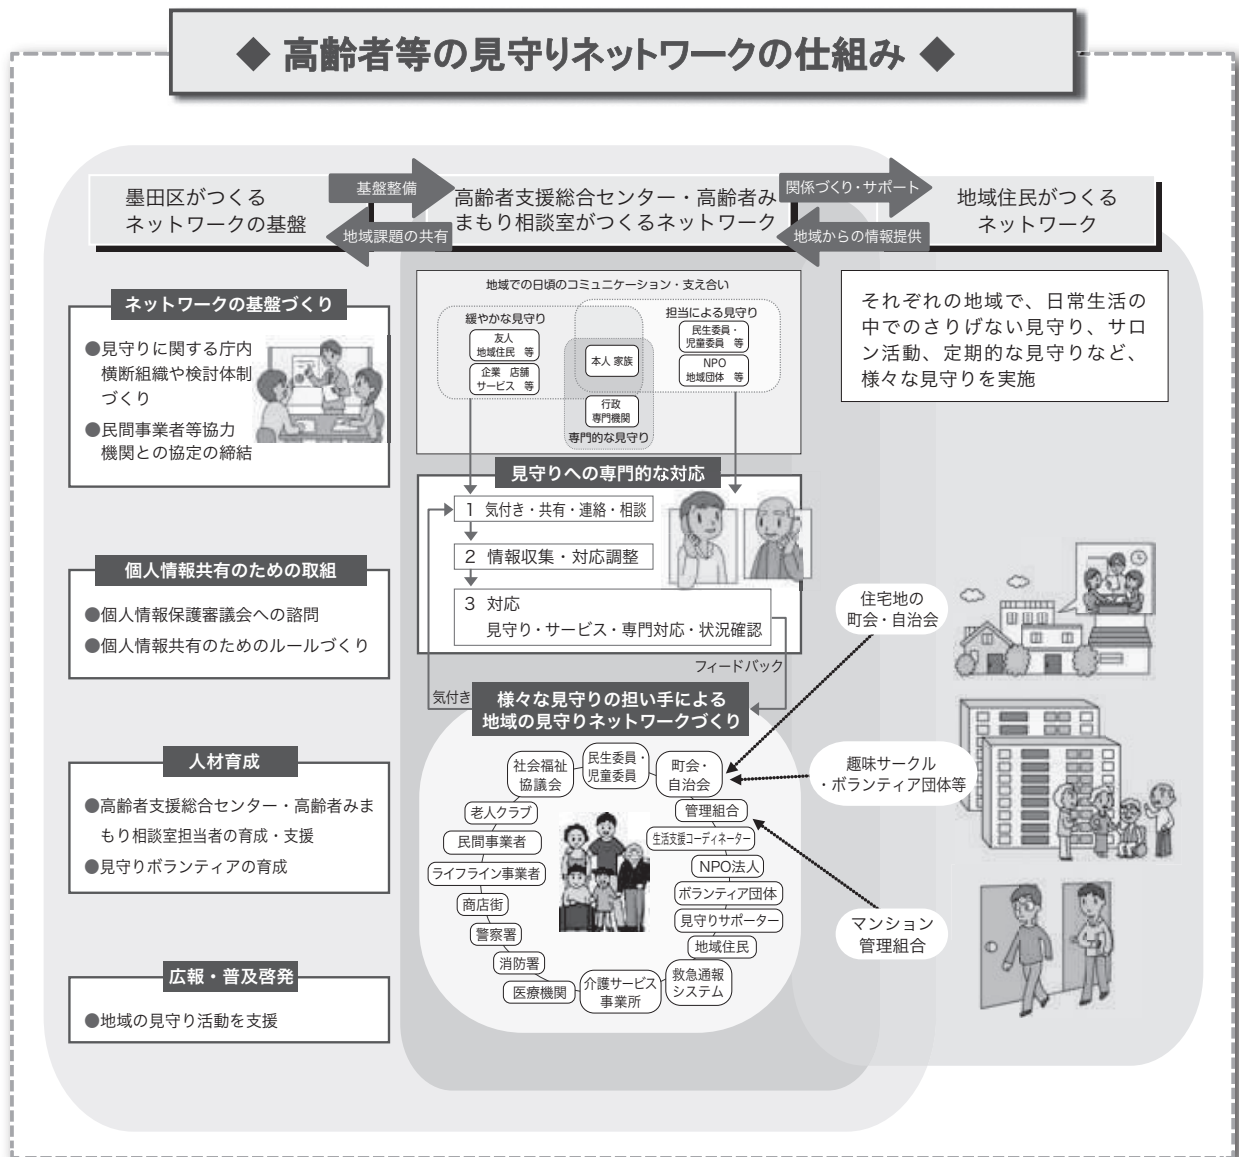 ◆ 高齢者等の見守りネットワークの仕組み ◆
墨田区がつくる
ネットワークの基盤
基盤整備
地域課題の共有
高齢者支援総合センター・高齢者み
まもり相談室がつくるネットワーク
関係づくり・サポート
地域からの情報提供
地域住民がつくる
ネットワーク
ネットワークの基盤づくり
●見守りに関する庁内
横断組織や検討体制
づくり
●民間事業者等協力
機関との協定の締結
個人情報共有のための取組
●個人情報保護審議会への諮問
●個人情報共有のためのルールづくり
人材育成
●高齢者支援総合センター・高齢者みま
もり相談室担当者の育成・支援
●見守りボランティアの育成
広報・普及啓発
●地域の見守り活動を支援
地域での日頃のコミュニケーション・支え合い
緩やかな見守り
友人
地域住民 等
企業 店舗
サービス 等
本人 家族
担当による見守り
民生委員・
児童委員 等
NPO
地域団体 等
行政
専門機関
専門的な見守り
見守りへの専門的な対応
1 気付き・共有・連絡・相談
2 情報収集・対応調整
3 対応
見守り・サービス・専門対応・状況確認
フィードバック
気付き
様々な見守りの担い手による
地域の見守りネットワークづくり
社会福祉
協議会
民生委員・
児童委員
町会・
自治会
老人クラブ
管理組合
民間事業者
生活支援コーディネーター
ライフライン事業者
NPO法人
商店街
ボランティア団体
警察署
見守りサポーター
消防署
地域住民
医療機関
介護サービス
事業所
救急通報
システム
それぞれの地域で、日常生活の
中でのさりげない見守り、サロ
ン活動、定期的な見守りなど、
様々な見守りを実施
住宅地の
町会・自治会
趣味サークル
・ボランティア団体等
マンション
管理組合